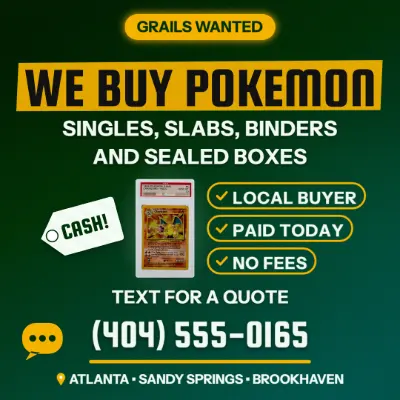 GRAILS WANTED
WE BUY POKEMON
SINGLES, SLABS, BINDERS
AND SEALED BOXES
CASH!
LOCAL BUYER
PAID TODAY
NO FEES
TEXT FOR A QUOTE
(404) 555-0165
ATLANTA • SANDY SPRINGS • BROOKHAVEN